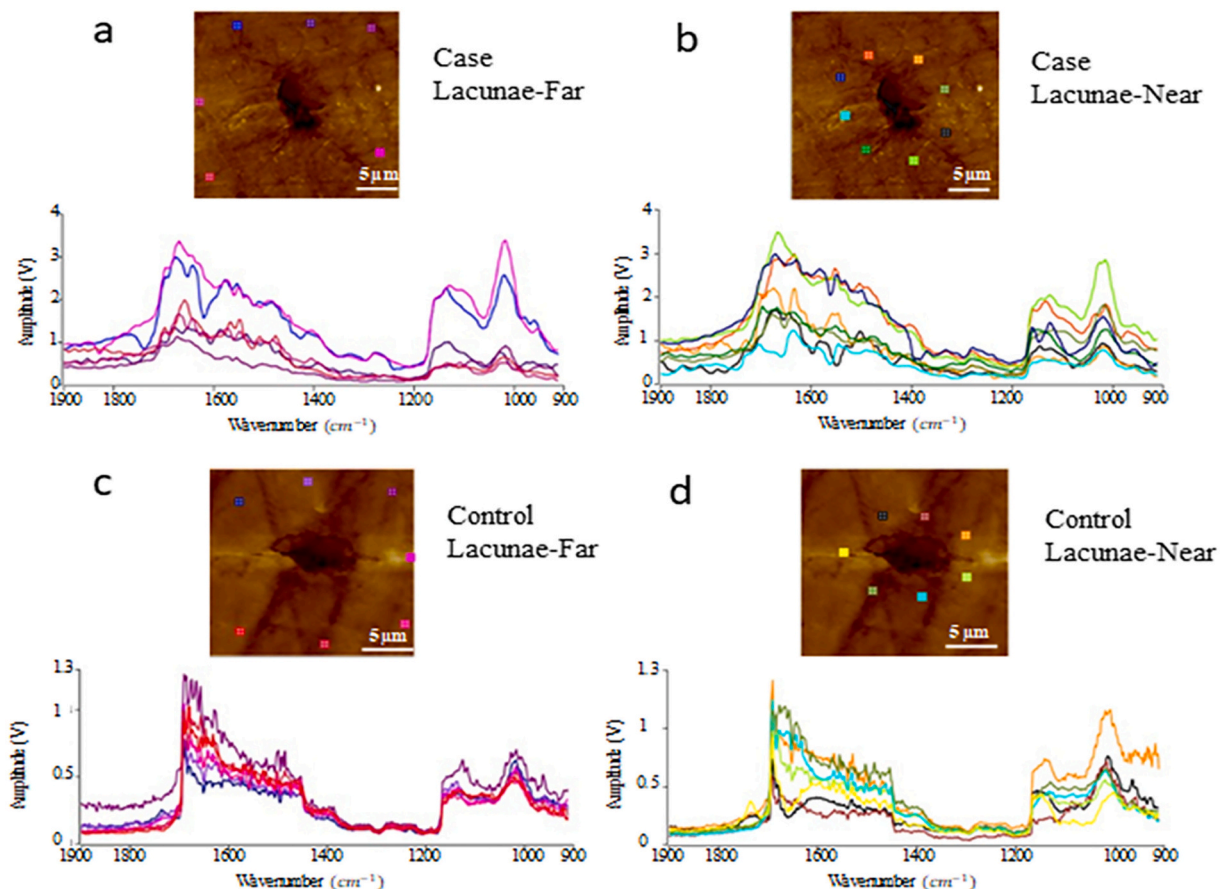 a
Case
Lacunae-Far
5 µm
4
3
2
1
0
Amplitude (V)
1900 1800 1600 1400 1200 1000 900
Wavenumber (cm⁻¹)
b
Case
Lacunae-Near
5 µm
4
3
2
1
0
Amplitude (V)
1900 1800 1600 1400 1200 1000 900
Wavenumber (cm⁻¹)
c
Control
Lacunae-Far
5 µm
1.3
1
0.5
0
Amplitude (V)
1900 1800 1600 1400 1200 1000 900
Wavenumber (cm⁻¹)
d
Control
Lacunae-Near
5 µm
1.3
1
0.5
0
Amplitude (V)
1900 1800 1600 1400 1200 1000 900
Wavenumber (cm⁻¹)